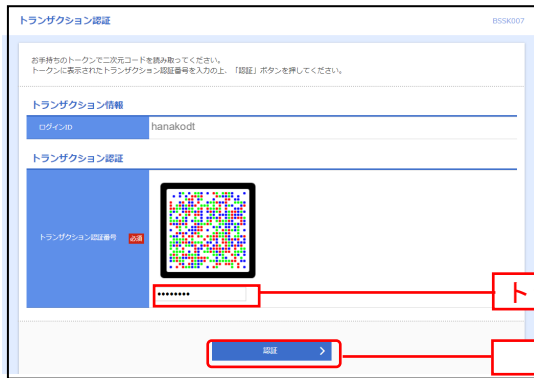 トランザクション認証
BSSK007
お手持ちのトークンで二次元コードを読み取ってください。
トークンに表示されたトランザクション認証番号を入力の上、「認証」ボタンを押してください。
トランザクション情報
ログインID
hanakodt
トランザクション認証
トランザクション認証番号 必須
••••••••
ト
認証